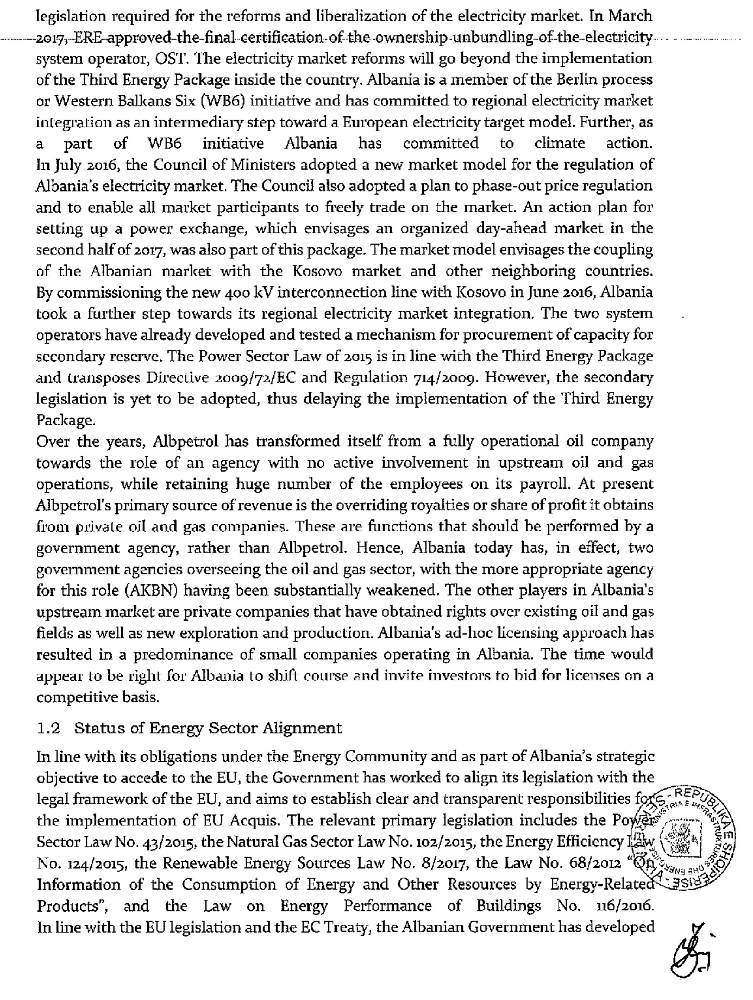 legislation required for the reforms and liberalization of the electricity market. In March
2017, ERE approved the final certification of the ownership unbundling of the electricity
system operator, OST. The electricity market reforms will go beyond the implementation
of the Third Energy Package inside the country. Albania is a member of the Berlin process
or Western Balkans Six (WB6) initiative and has committed to regional electricity market
integration as an intermediary step toward a European electricity target model. Further, as
a part of WB6 initiative Albania has committed to climate action.
In July 2016, the Council of Ministers adopted a new market model for the regulation of
Albania's electricity market. The Council also adopted a plan to phase-out price regulation
and to enable all market participants to freely trade on the market. An action plan for
setting up a power exchange, which envisages an organized day-ahead market in the
second half of 2017, was also part of this package. The market model envisages the coupling
of the Albanian market with the Kosovo market and other neighboring countries.
By commissioning the new 400 kV interconnection line with Kosovo in June 2016, Albania
took a further step towards its regional electricity market integration. The two system
operators have already developed and tested a mechanism for procurement of capacity for
secondary reserve. The Power Sector Law of 2015 is in line with the Third Energy Package
and transposes Directive 2009/72/EC and Regulation 714/2009. However, the secondary
legislation is yet to be adopted, thus delaying the implementation of the Third Energy
Package.
Over the years, Albpetrol has transformed itself from a fully operational oil company
towards the role of an agency with no active involvement in upstream oil and gas
operations, while retaining huge number of the employees on its payroll. At present
Albpetrol's primary source of revenue is the overriding royalties or share of profit it obtains
from private oil and gas companies. These are functions that should be performed by a
government agency, rather than Albpetrol. Hence, Albania today has, in effect, two
government agencies overseeing the oil and gas sector, with the more appropriate agency
for this role (AKBN) having been substantially weakened. The other players in Albania's
upstream market are private companies that have obtained rights over existing oil and gas
fields as well as new exploration and production. Albania's ad-hoc licensing approach has
resulted in a predominance of small companies operating in Albania. The time would
appear to be right for Albania to shift course and invite investors to bid for licenses on a
competitive basis.
1.2 Status of Energy Sector Alignment
In line with its obligations under the Energy Community and as part of Albania's strategic
objective to accede to the EU, the Government has worked to align its legislation with the
legal framework of the EU, and aims to establish clear and transparent responsibilities for
the implementation of EU Acquis. The relevant primary legislation includes the Power
Sector Law No. 43/2015, the Natural Gas Sector Law No. 102/2015, the Energy Efficiency Law
No. 124/2015, the Renewable Energy Sources Law No. 8/2017, the Law No. 68/2012 "On
Information of the Consumption of Energy and Other Resources by Energy-Related
Products", and the Law on Energy Performance of Buildings No. 116/2016.
In line with the EU legislation and the EC Treaty, the Albanian Government has developed
REPUBLIKA E SHQIPERISE